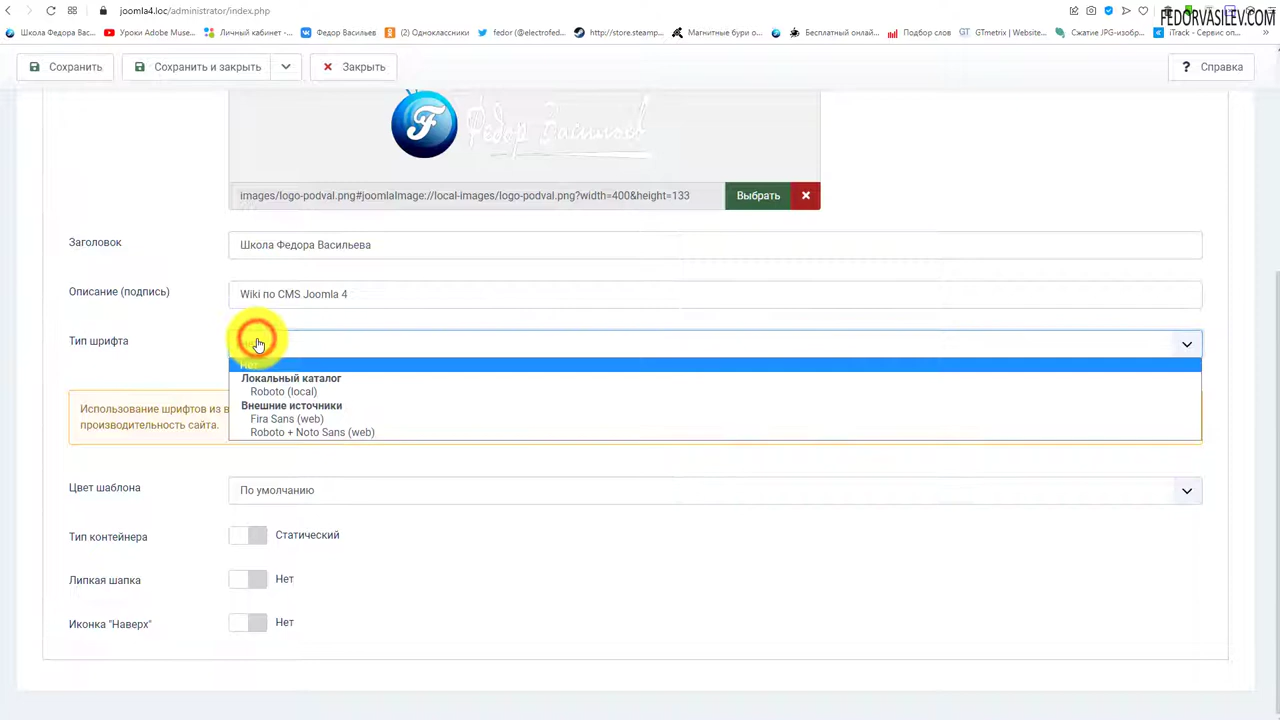 joomla4.loc/administrator/index.php
FEDORVASILEV.COM
Школа Федора Вас...
Уроки Adobe Muse...
Личный кабинет -...
Федор Васильев
(2) Одноклассники
fedor (@electrofed...
http://store.steamp...
Магнитные бури о...
Бесплатный онлай...
Подбор слов
GTmetrix | Website...
Сжатие JPG-изобр...
iTrack - Сервис оп...
Сохранить
Сохранить и закрыть
Закрыть
? Справка
Федор Васильев
images/logo-podval.png#joomlaImage://local-images/logo-podval.png?width=400&height=133
Выбрать
Заголовок
Школа Федора Васильева
Описание (подпись)
Wiki по CMS Joomla 4
Тип шрифта
Нет
Локальный каталог
Roboto (local)
Внешние источники
Fira Sans (web)
Roboto + Noto Sans (web)
Использование шрифтов из в
производительность сайта.
Цвет шаблона
По умолчанию
Тип контейнера
Статический
Липкая шапка
Нет
Иконка "Наверх"
Нет